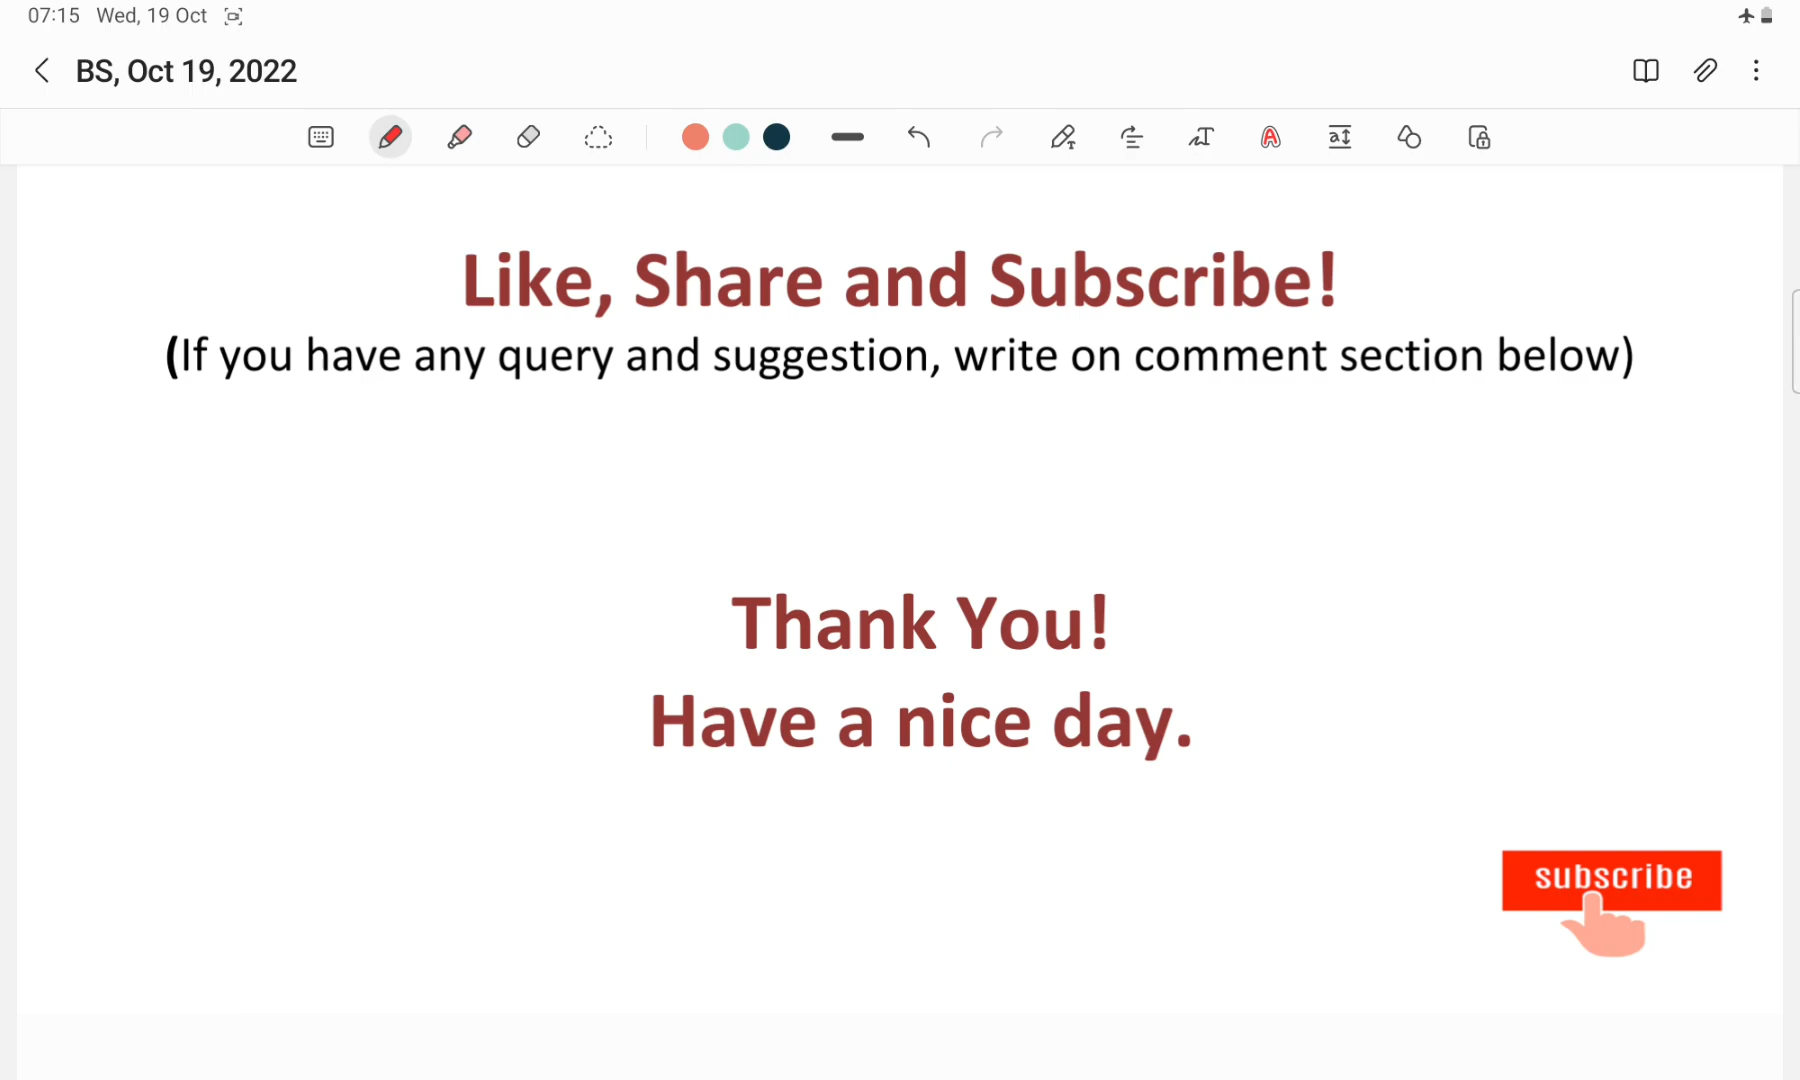 07:15 Wed, 19 Oct
BS, Oct 19, 2022
Like, Share and Subscribe!
(If you have any query and suggestion, write on comment section below)
Thank You!
Have a nice day.
subscribe